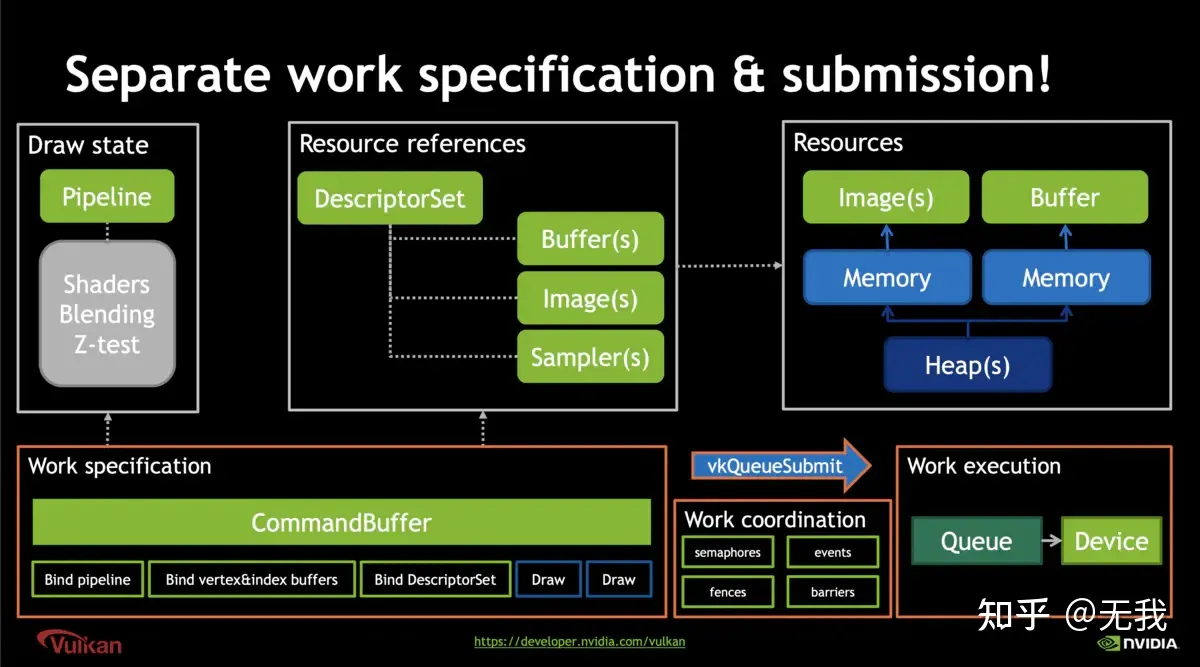 Separate work specification & submission!
Draw state
Pipeline
Shaders
Blending
Z-test
Resource references
DescriptorSet
Buffer(s)
Image(s)
Sampler(s)
Resources
Image(s)
Buffer
Memory
Memory
Heap(s)
Work specification
CommandBuffer
Bind pipeline
Bind vertex&index buffers
Bind DescriptorSet
Draw
Draw
vkQueueSubmit
Work coordination
semaphores
events
fences
barriers
Work execution
Queue
Device
知乎 @无我
Vulkan
https://developer.nvidia.com/vulkan
NVIDIA